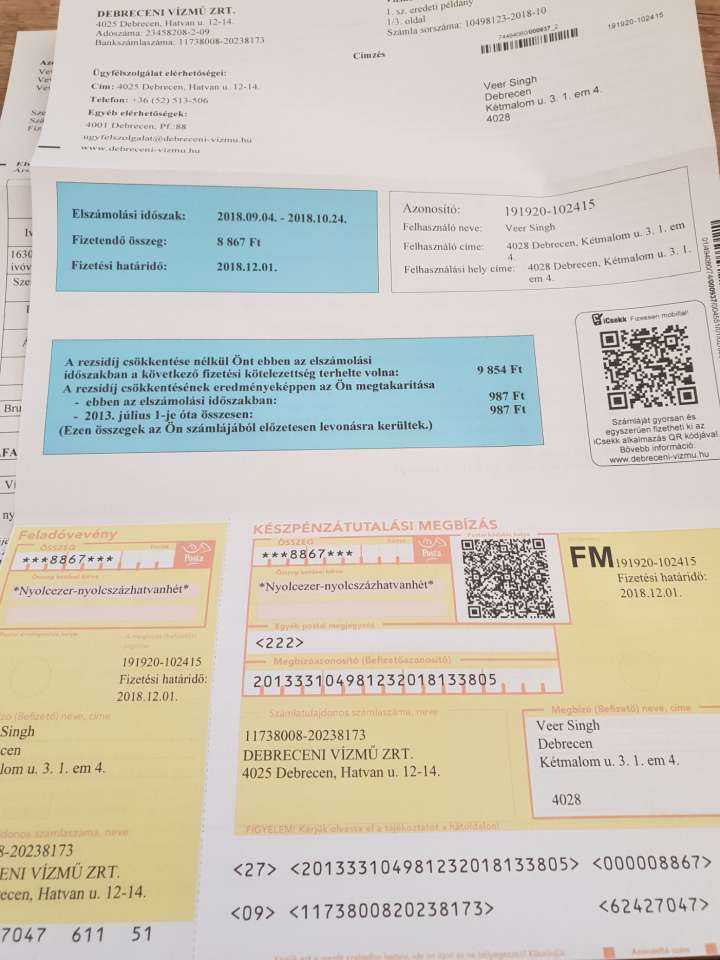 DEBRECENI VÍZMŰ ZRT.
4025 Debrecen, Hatvan u. 12-14.
Adószáma: 23458208-2-09
Bankszámlaszáma: 11738008-20238173
1. sz. eredeti példány
1/3. oldal
Számla sorszáma: 10498123-2018-10
191920-102415
Címzés
Ügyfélszolgálat elérhetőségei:
Cím: 4025 Debrecen, Hatvan u. 12-14.
Telefon: +36 (52) 513-506
Egyéb elérhetőségek:
4001 Debrecen, Pf.:88
ugyfelszolgalat@debreceni-vizmu.hu
www.debreceni-vizmu.hu
Veer Singh
Debrecen
Kétmalom u. 3. 1. em 4.
4028
Elszámolási időszak: 2018.09.04. - 2018.10.24.
Fizetendő összeg: 8 867 Ft
Fizetési határidő: 2018.12.01.
Azonosító: 191920-102415
Felhasználó neve: Veer Singh
Felhasználó címe: 4028 Debrecen, Kétmalom u. 3. 1. em
4.
Felhasználási hely címe: 4028 Debrecen, Kétmalom u. 3. 1.
em 4.
A rezsidíj csökkentése nélkül Önt ebben az elszámolási
időszakban a következő fizetési kötelezettség terhelte volna: 9 854 Ft
A rezsidíj csökkentésének eredményeképpen az Ön megtakarítása
- ebben az elszámolási időszakban: 987 Ft
- 2013. július 1-je óta összesen: 987 Ft
(Ezen összegek az Ön számlájából előzetesen levonásra kerültek.)
iCsekk Fizessen mobillal!
Számláját gyorsan és
egyszerűen fizetheti ki az
iCsekk alkalmazás QR kódjával.
Bővebb információ:
www.debreceni-vizmu.hu
Feladóvevény
ÖSSZEG
***8867***
Posta
Összeg betűvel kiírva
*Nyolcezer-nyolcszázhatvanhét*
191920-102415
Fizetési határidő:
2018.12.01.
(Befizető) neve, címe
Singh
cen
lom u. 3. 1. em 4.
donos számlaszáma, neve
8-20238173
ENI VÍZMŰ ZRT.
ecen, Hatvan u. 12-14.
7047 611 51
KÉSZPÉNZÁTUTALÁSI MEGBÍZÁS
ÖSSZEG
***8867***
Posta
Összeg betűvel kiírva
*Nyolcezer-nyolcszázhatvanhét*
Egyéb postai megjegyzés
<222>
Megbízóazonosító (Befizetőazonosító)
201333104981232018133805
FM 191920-102415
Fizetési határidő:
2018.12.01.
Számlatulajdonos számlaszáma, neve
11738008-20238173
DEBRECENI VÍZMŰ ZRT.
4025 Debrecen, Hatvan u. 12-14.
Megbízó (Befizető) neve, címe
Veer Singh
Debrecen
Kétmalom u. 3. 1. em 4.
4028
FIGYELEM! Kérjük olvassa el a tájékoztatót a hátoldalon!
<27> <201333104981232018133805> <000008867>
<09> <1173800820238173> <62427047>